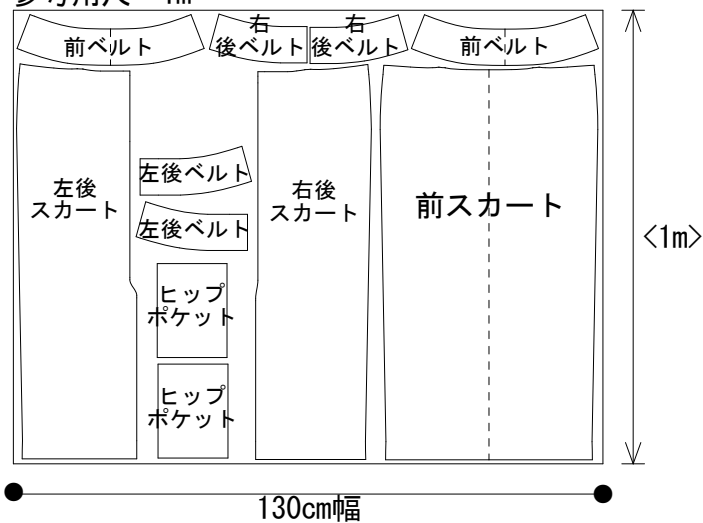 参考用尺 1m
前ベルト
右
後ベルト
右
後ベルト
前ベルト
左後ベルト
左後
スカート
右後
スカート
前スカート
左後ベルト
<1m>
ヒップ
ポケット
ヒップ
ポケット
130cm幅